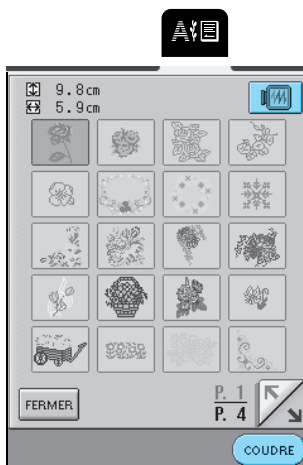 A
9.8cm
5.9cm
FERMER
P. 1
P. 4
COUDRE